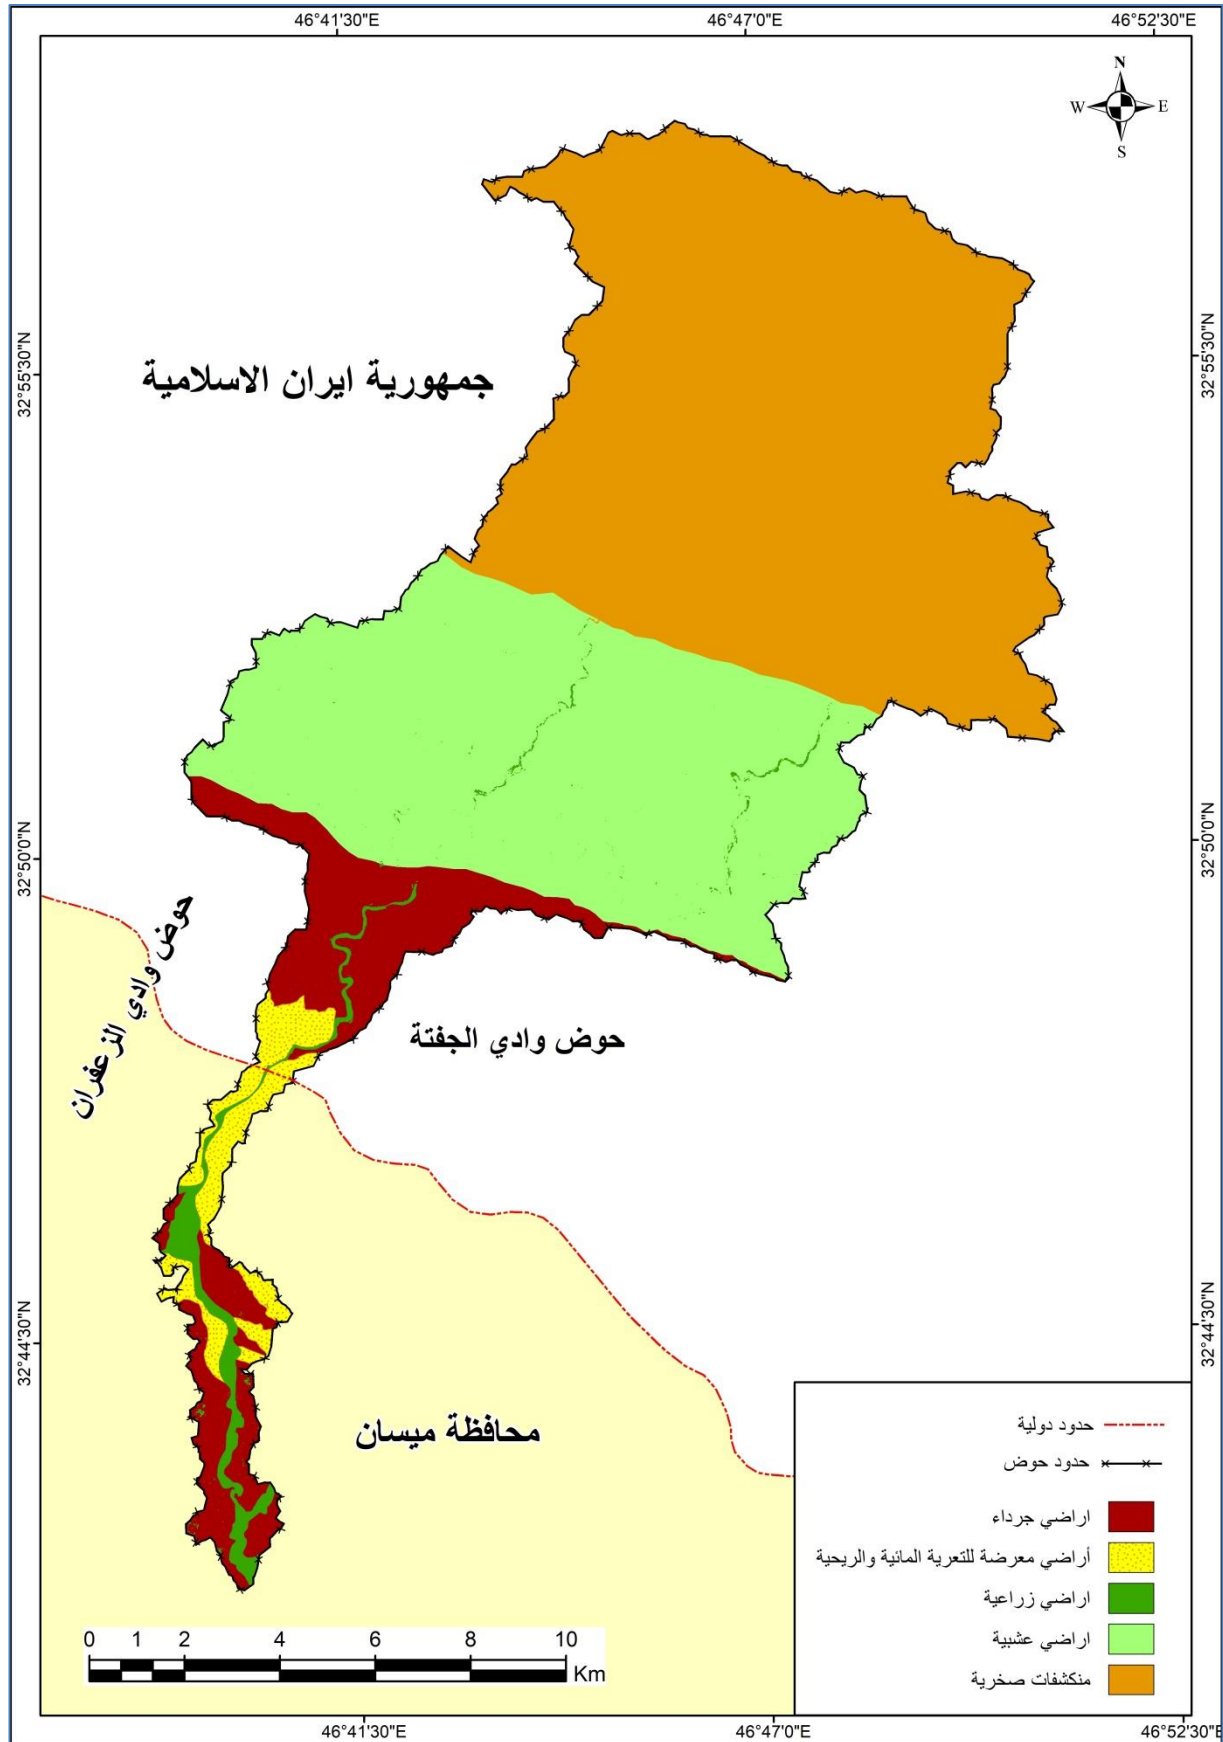 46°41'30"E
46°47'0"E
46°52'30"E
N
W
E
S
32°55'30"N
32°55'30"N
جمهورية ايران الاسلامية
32°50'0"N
32°50'0"N
حوض وادي الزعفران
حوض وادي الجفتة
32°44'30"N
32°44'30"N
محافظة ميسان
حدود دولية
حدود حوض
اراضي جرداء
أراضي معرضة للتعرية المائية والريحية
اراضي زراعية
اراضي عشبية
منكشفات صخرية
0 1 2 4 6 8 10
Km
46°41'30"E
46°47'0"E
46°52'30"E